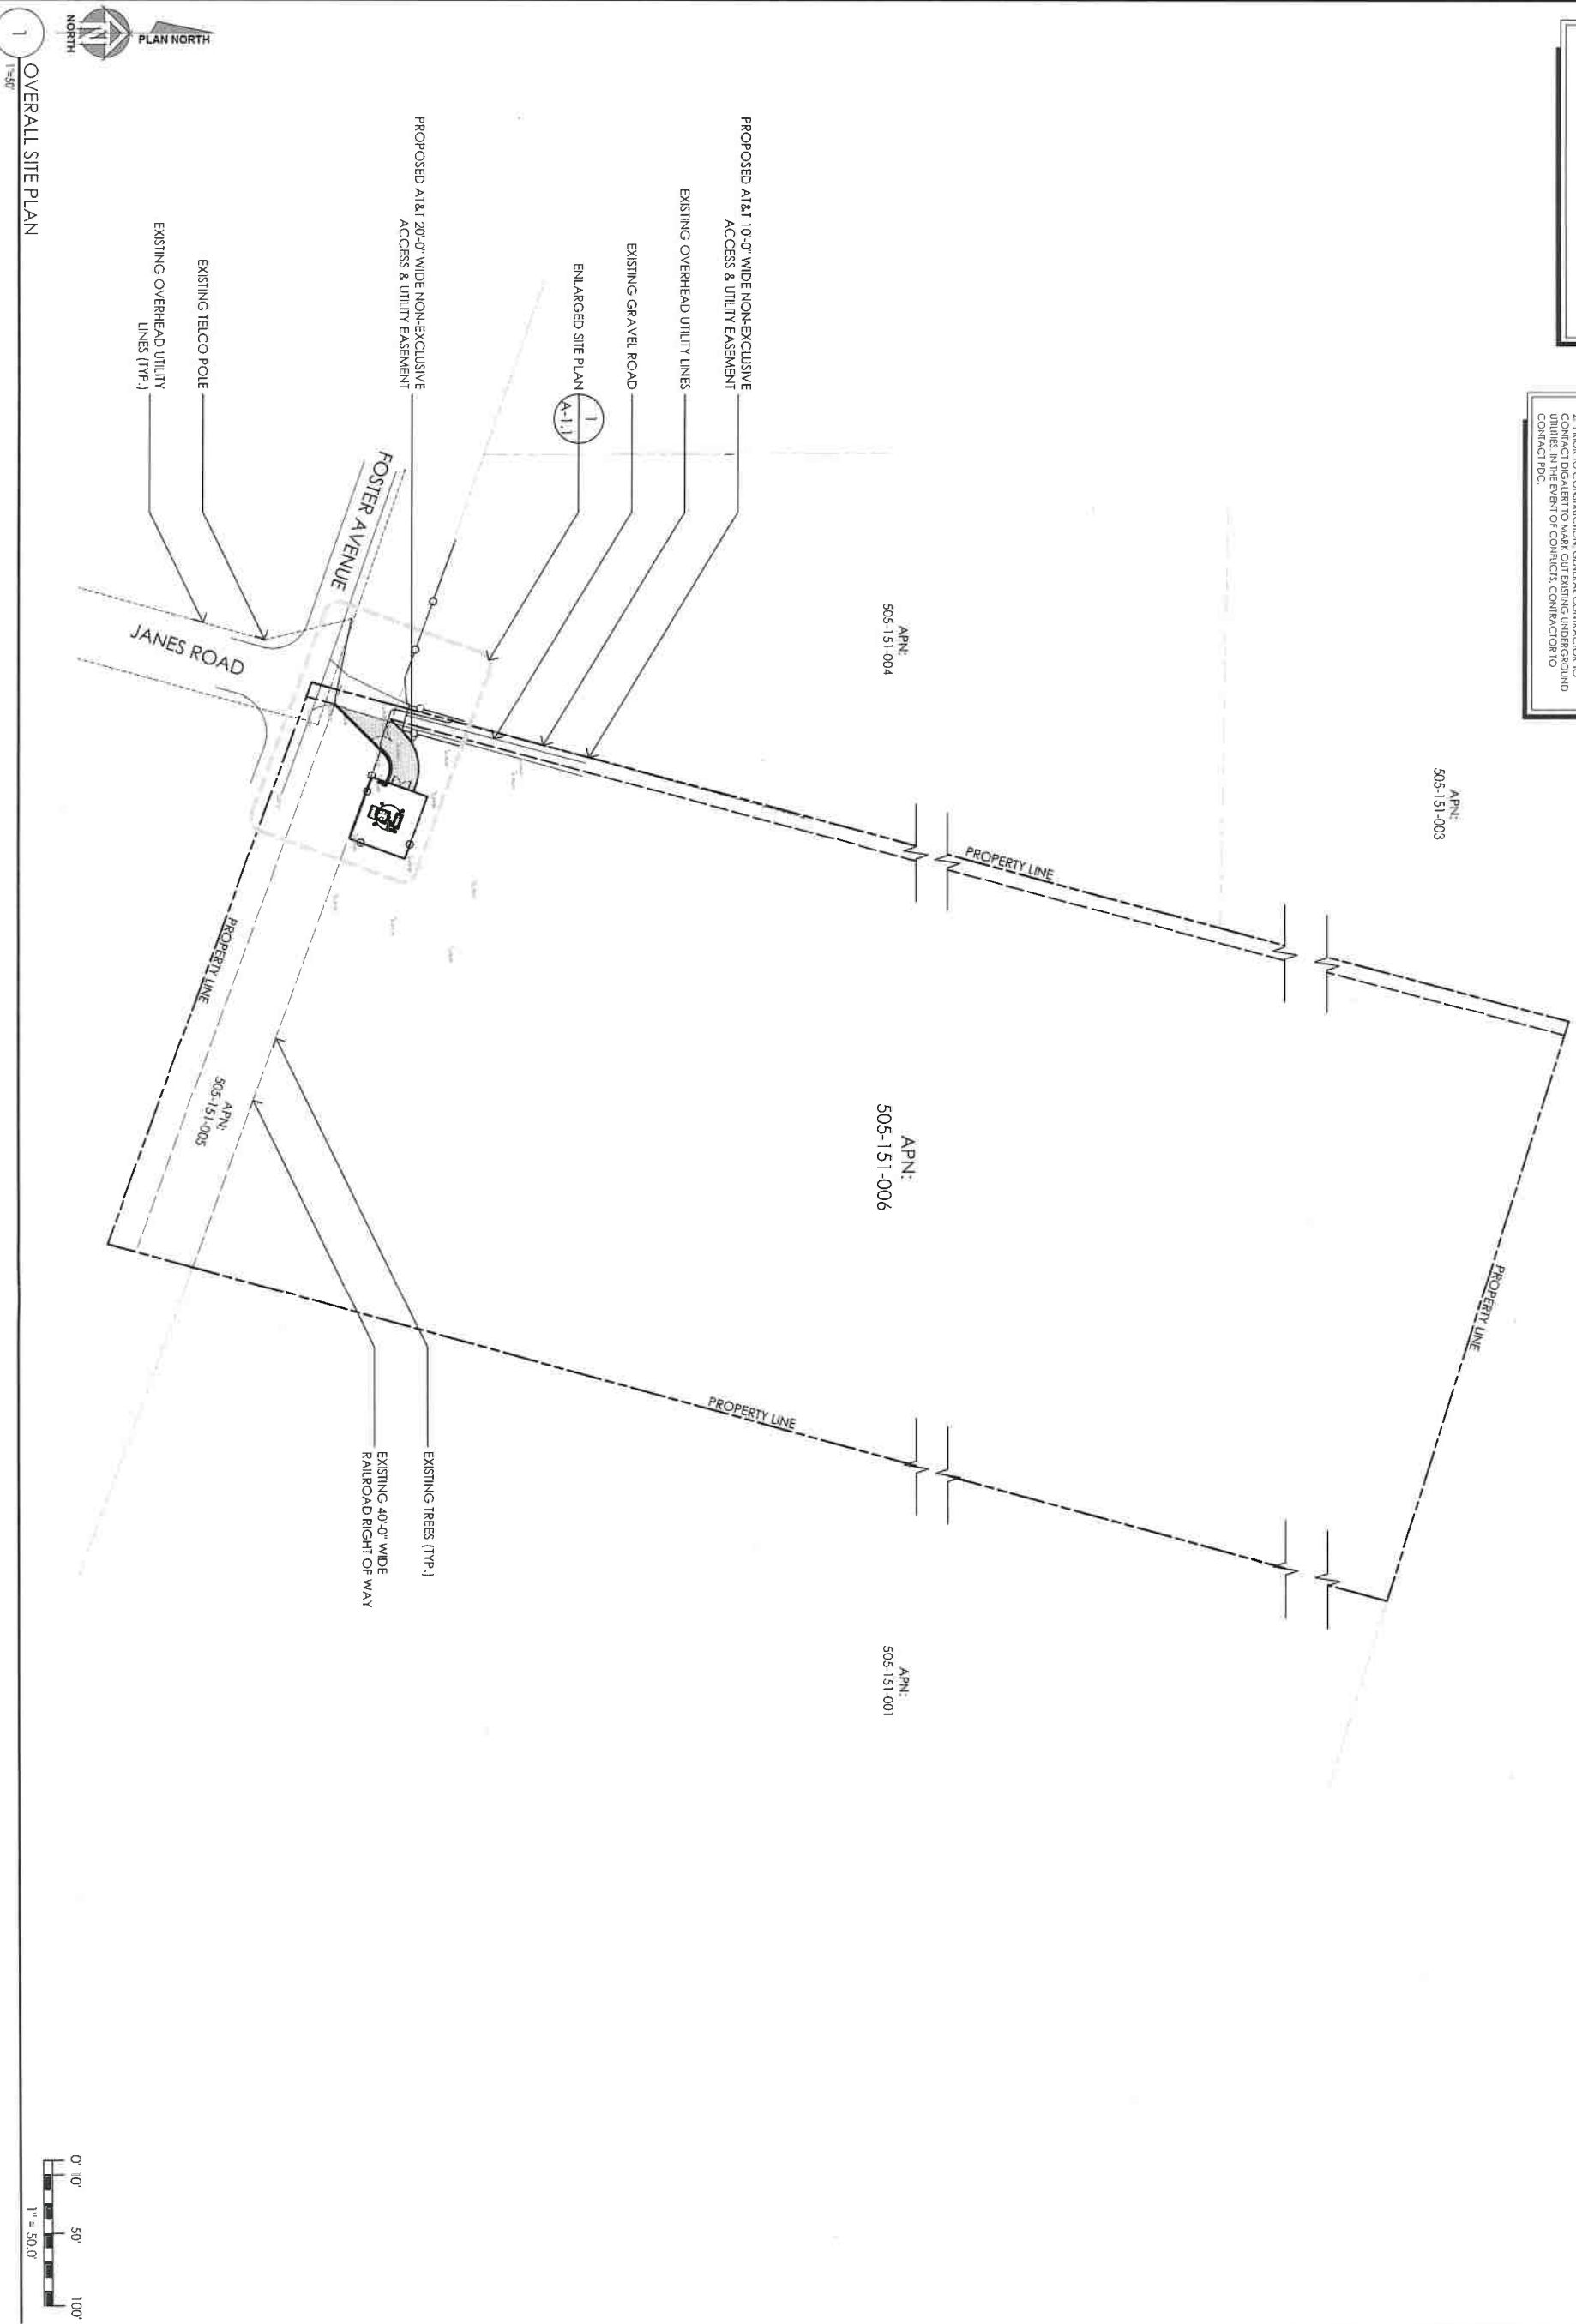 CONTACT DIGALERT TO MARK OUT EXISTING UNDERGROUND
UTILITIES. IN THE EVENT OF CONFLICTS, CONTRACTOR TO
CONTACT PDC.
APN:
505-151-003
PROPERTY LINE
APN:
505-151-004
PROPERTY LINE
APN:
505-151-006
APN:
505-151-001
PROPOSED AT&T 10'-0" WIDE NON-EXCLUSIVE
ACCESS & UTILITY EASEMENT
EXISTING OVERHEAD UTILITY LINES
EXISTING GRAVEL ROAD
ENLARGED SITE PLAN
1
A-1.1
PROPERTY LINE
PROPOSED AT&T 20'-0" WIDE NON-EXCLUSIVE
ACCESS & UTILITY EASEMENT
FOSTER AVENUE
EXISTING TREES (TYP.)
EXISTING 40'-0" WIDE
RAILROAD RIGHT OF WAY
EXISTING TELCO POLE
EXISTING OVERHEAD UTILITY
LINES (TYP.)
JANES ROAD
PROPERTY LINE
APN:
505-151-005
PLAN NORTH
NORTH
1
OVERALL SITE PLAN
1"=50'
0' 10' 50' 100'
1" = 50.0'